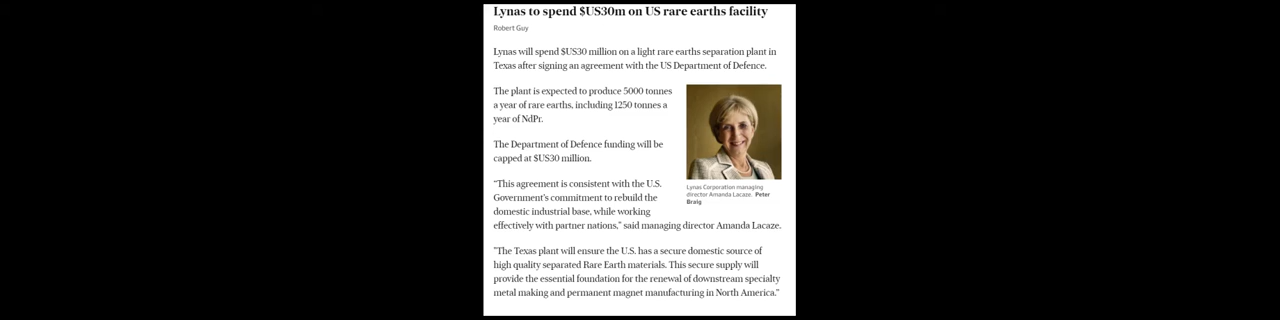 Lynas to spend $US30m on US rare earths facility
Robert Guy
Lynas will spend $US30 million on a light rare earths separation plant in
Texas after signing an agreement with the US Department of Defence.
The plant is expected to produce 5000 tonnes
a year of rare earths, including 1250 tonnes a
year of NdPr.
The Department of Defence funding will be
capped at $US30 million.
"This agreement is consistent with the U.S.
Government's commitment to rebuild the
domestic industrial base, while working
effectively with partner nations," said managing director Amanda Lacaze.
Lynas Corporation managing
director Amanda Lacaze. Peter
Braig
"The Texas plant will ensure the U.S. has a secure domestic source of
high quality separated Rare Earth materials. This secure supply will
provide the essential foundation for the renewal of downstream specialty
metal making and permanent magnet manufacturing in North America."